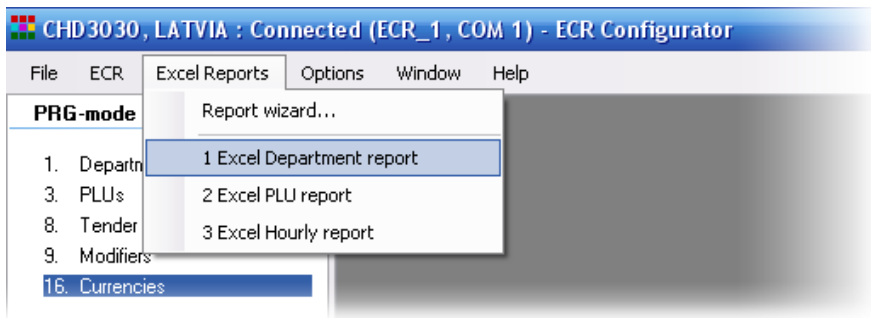 CHD3030, LATVIA : Connected (ECR_1, COM 1) - ECR Configurator
File ECR Excel Reports Options Window Help
PRG-mode
Report wizard...
1. Departn
1 Excel Department report
3. PLUs
2 Excel PLU report
8. Tender
3 Excel Hourly report
9. Modifiers
16. Currencies